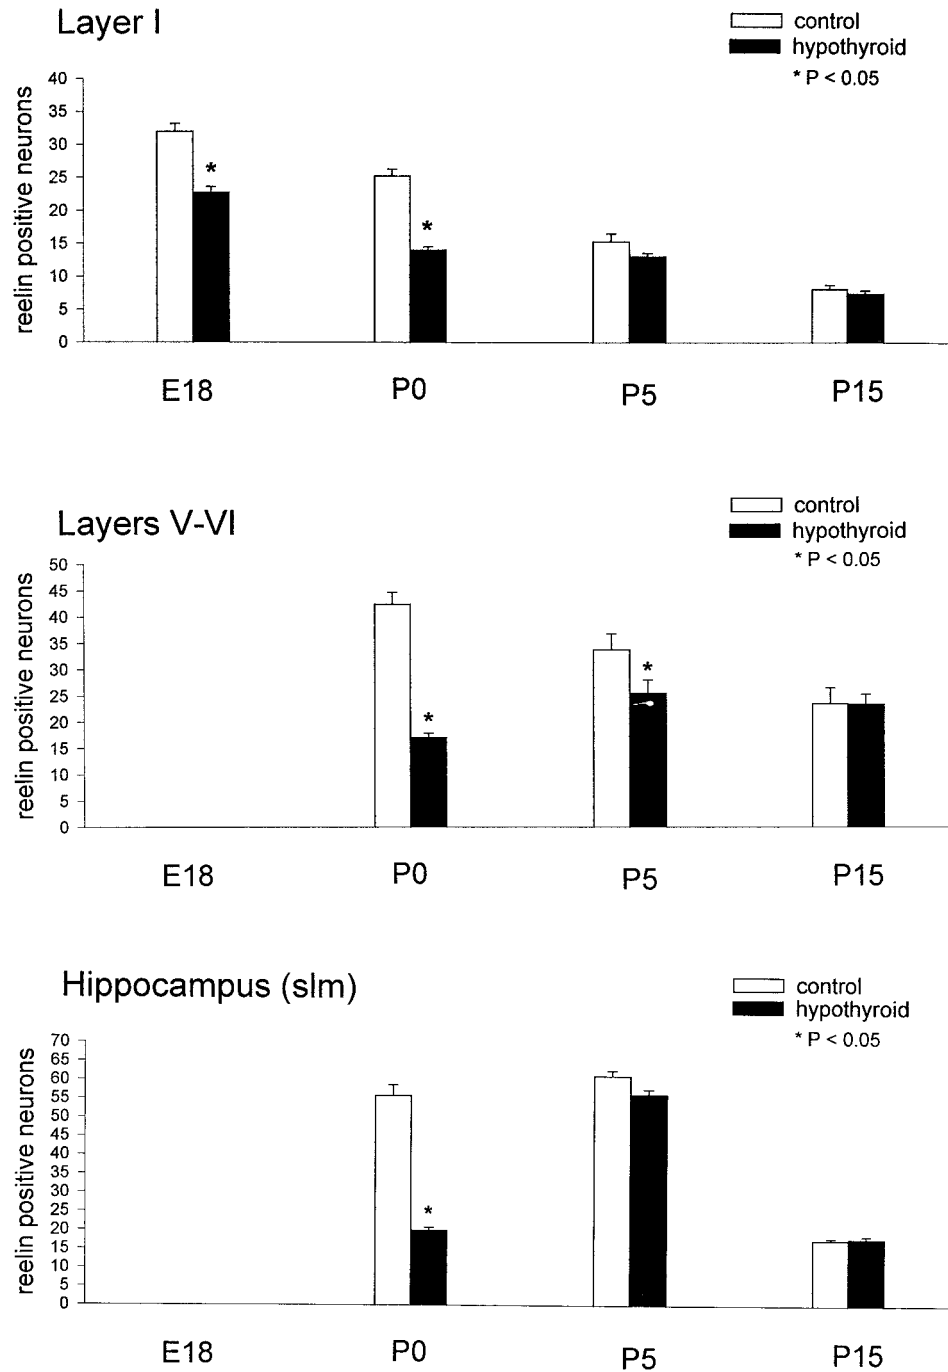 Layer I
control
hypothyroid
* P < 0.05
reelin positive neurons
40
35
30
25
20
15
10
5
0
*
*
E18 P0 P5 P15
Layers V-VI
control
hypothyroid
* P < 0.05
reelin positive neurons
50
45
40
35
30
25
20
15
10
5
0
*
*
E18 P0 P5 P15
Hippocampus (slm)
control
hypothyroid
* P < 0.05
reelin positive neurons
70
65
60
55
50
45
40
35
30
25
20
15
10
5
0
*
E18 P0 P5 P15